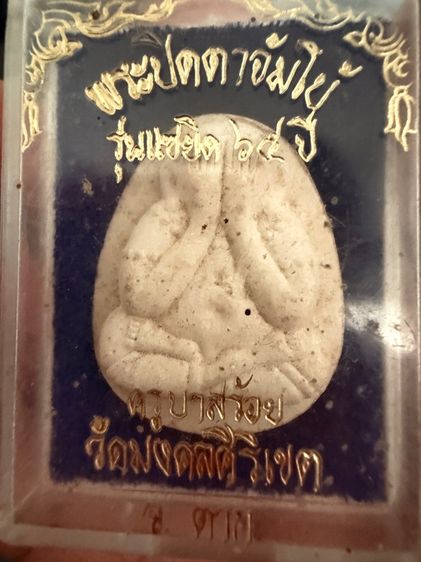 พระปิดตาจัมโบ้
รุ่นแซยิด ๖๕ ปี
ครูบาสร้อย
วัดมงคลคีรีเขต
จ. ตาก